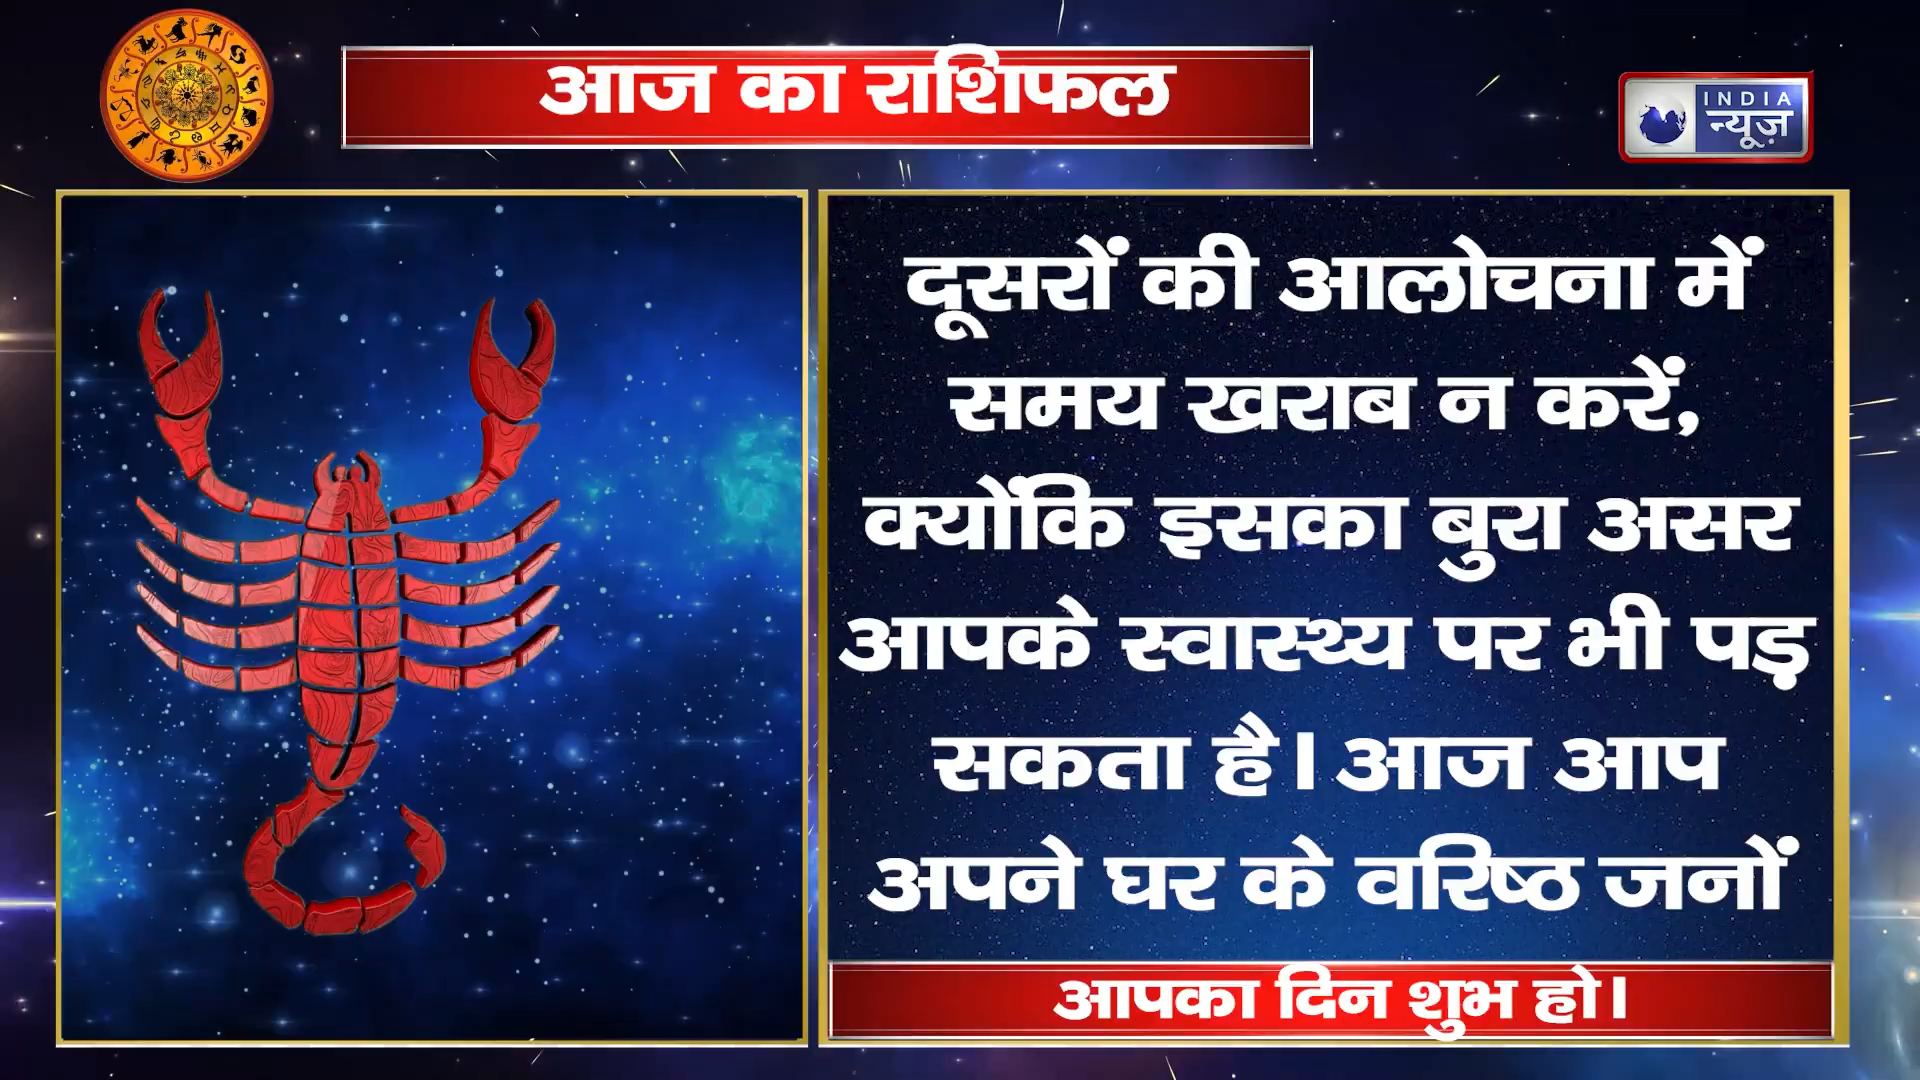 आज का राशिफल
INDIA
न्यूज़
दूसरों की आलोचना में
समय खराब न करें,
क्योंकि इसका बुरा असर
आपके स्वास्थ्य पर भी पड़
सकता है। आज आप
अपने घर के वरिष्ठ जनों
आपका दिन शुभ हो।